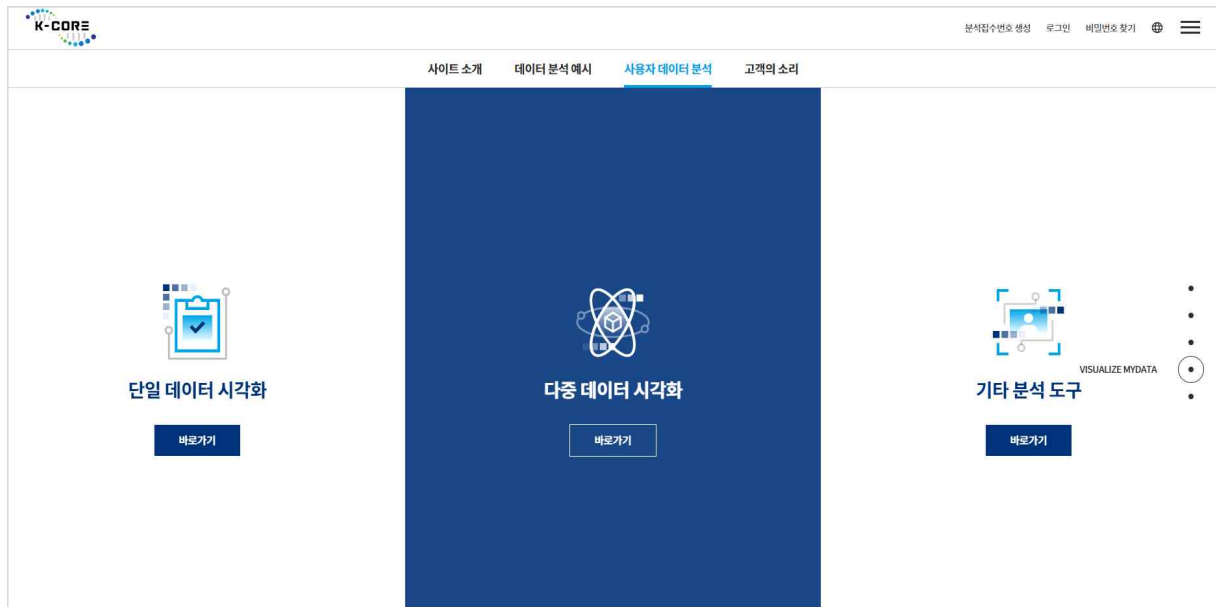 K-CORE
분석접수번호 생성 로그인 비밀번호 찾기
사이트 소개 데이터 분석 예시 사용자 데이터 분석 고객의 소리
단일 데이터 시각화
바로가기
다중 데이터 시각화
바로가기
기타 분석 도구
바로가기
VISUALIZE MYDATA